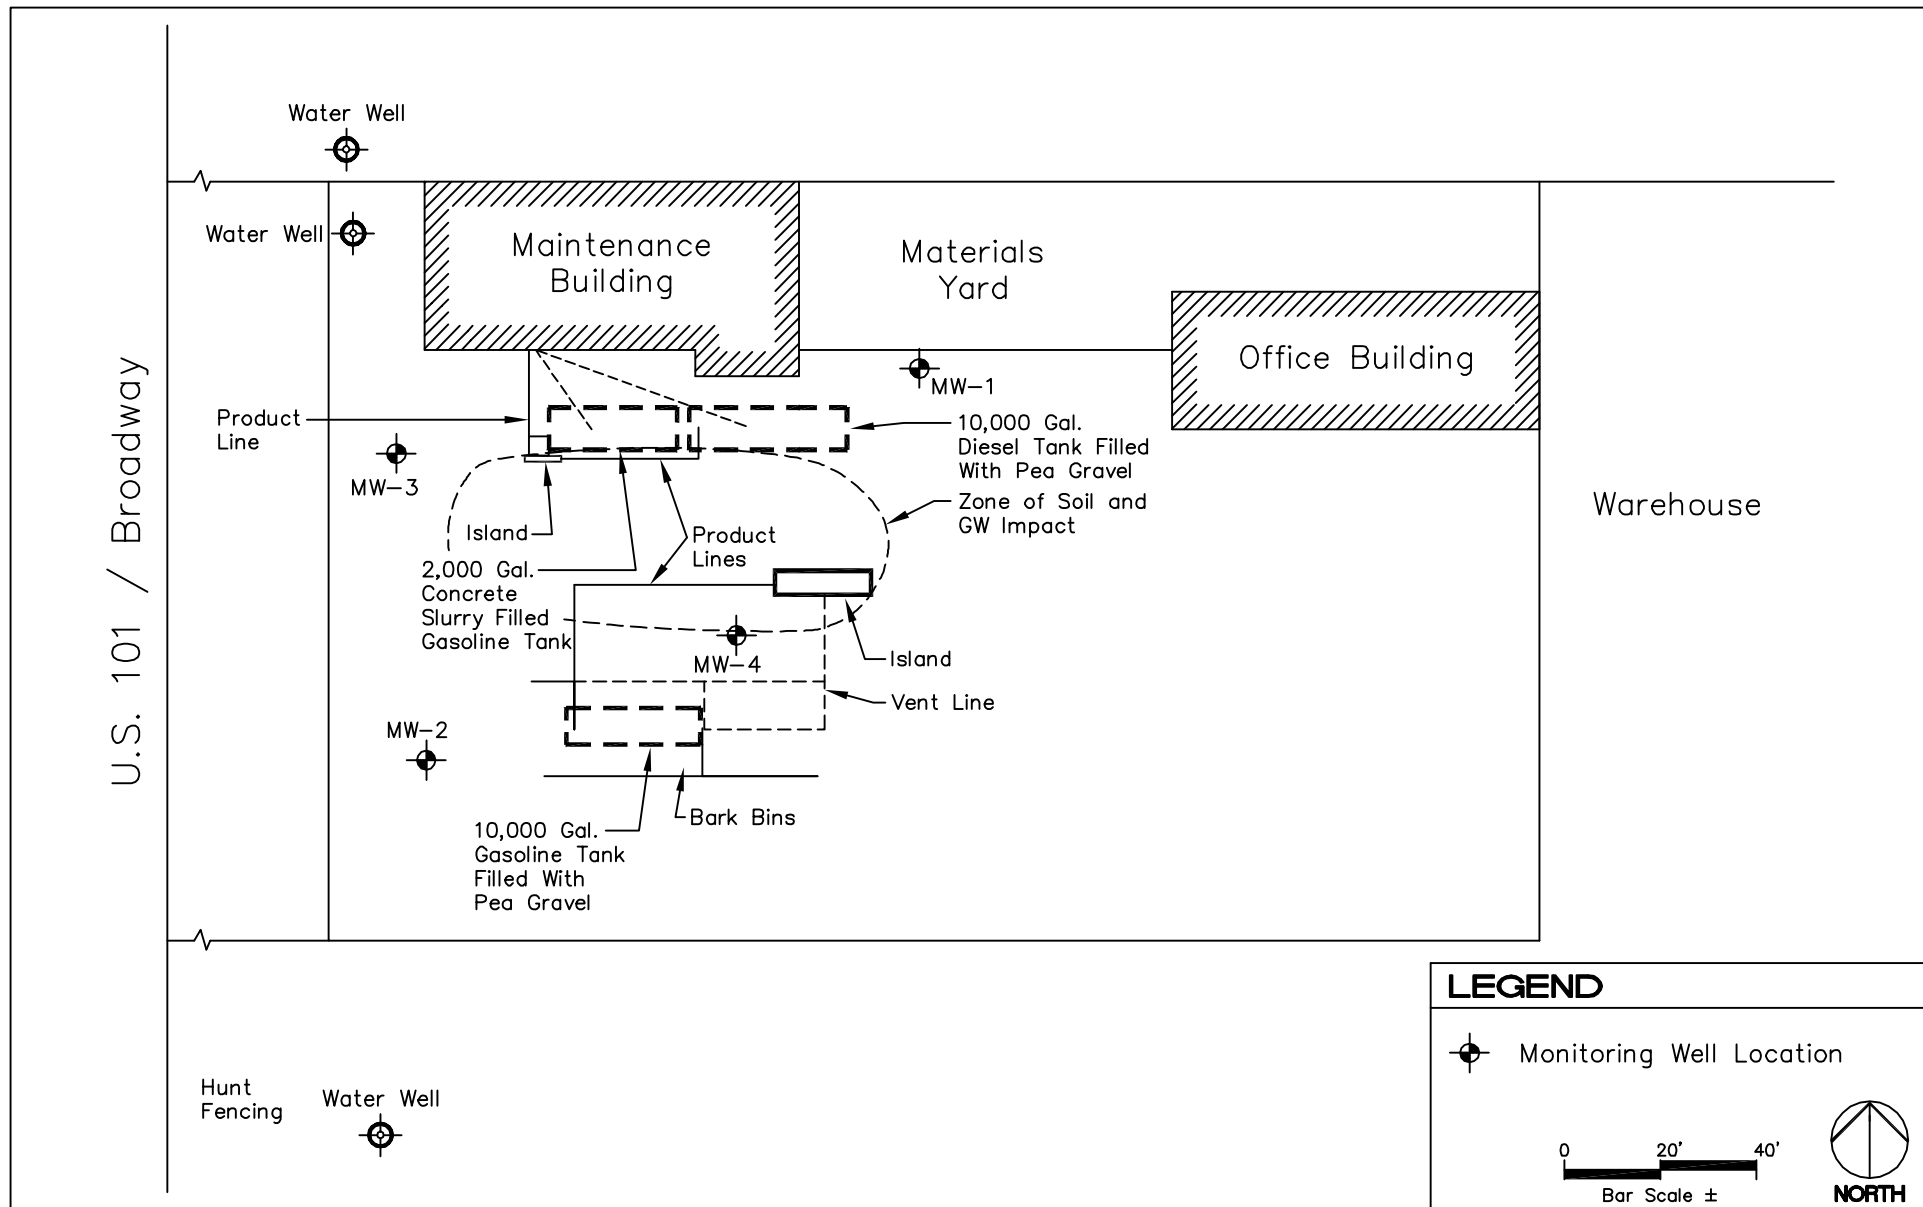 Water Well
Water Well
Maintenance
Building
Materials
Yard
Office Building
MW-1
Product
Line
10,000 Gal.
Diesel Tank Filled
With Pea Gravel
MW-3
Zone of Soil and
GW Impact
Warehouse
Island
Product
Lines
2,000 Gal.
Concrete
Slurry Filled
Gasoline Tank
U.S. 101 / Broadway
MW-4
Island
Vent Line
MW-2
Bark Bins
10,000 Gal.
Gasoline Tank
Filled With
Pea Gravel
Hunt
Fencing
Water Well
LEGEND
Monitoring Well Location
0 20' 40'
Bar Scale ±
NORTH